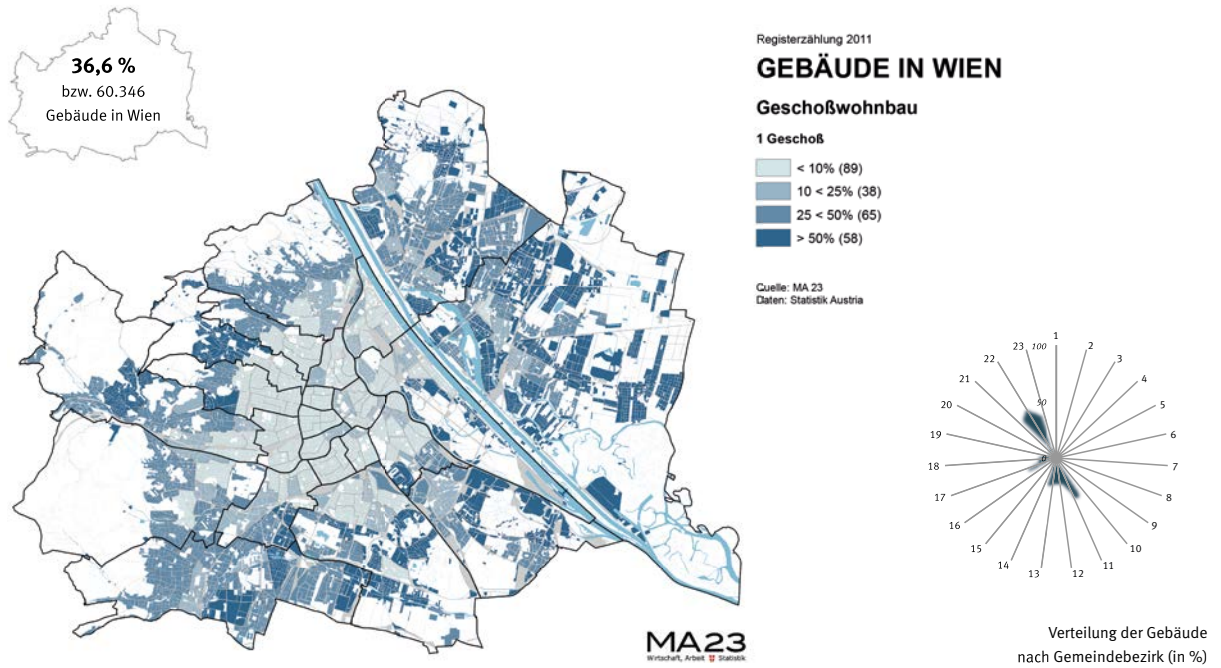 36,6 %
bzw. 60.346
Gebäude in Wien
Registerzählung 2011
GEBÄUDE IN WIEN
Geschoßwohnbau
1 Geschoß
< 10% (89)
10 < 25% (38)
25 < 50% (65)
> 50% (58)
Quelle: MA 23
Daten: Statistik Austria
MA23
Wirtschaft, Arbeit Statistik
1
2
3
4
5
6
7
8
9
10
11
12
13
14
15
16
17
18
19
20
21
22
23
100
50
0
Verteilung der Gebäude
nach Gemeindebezirk (in %)